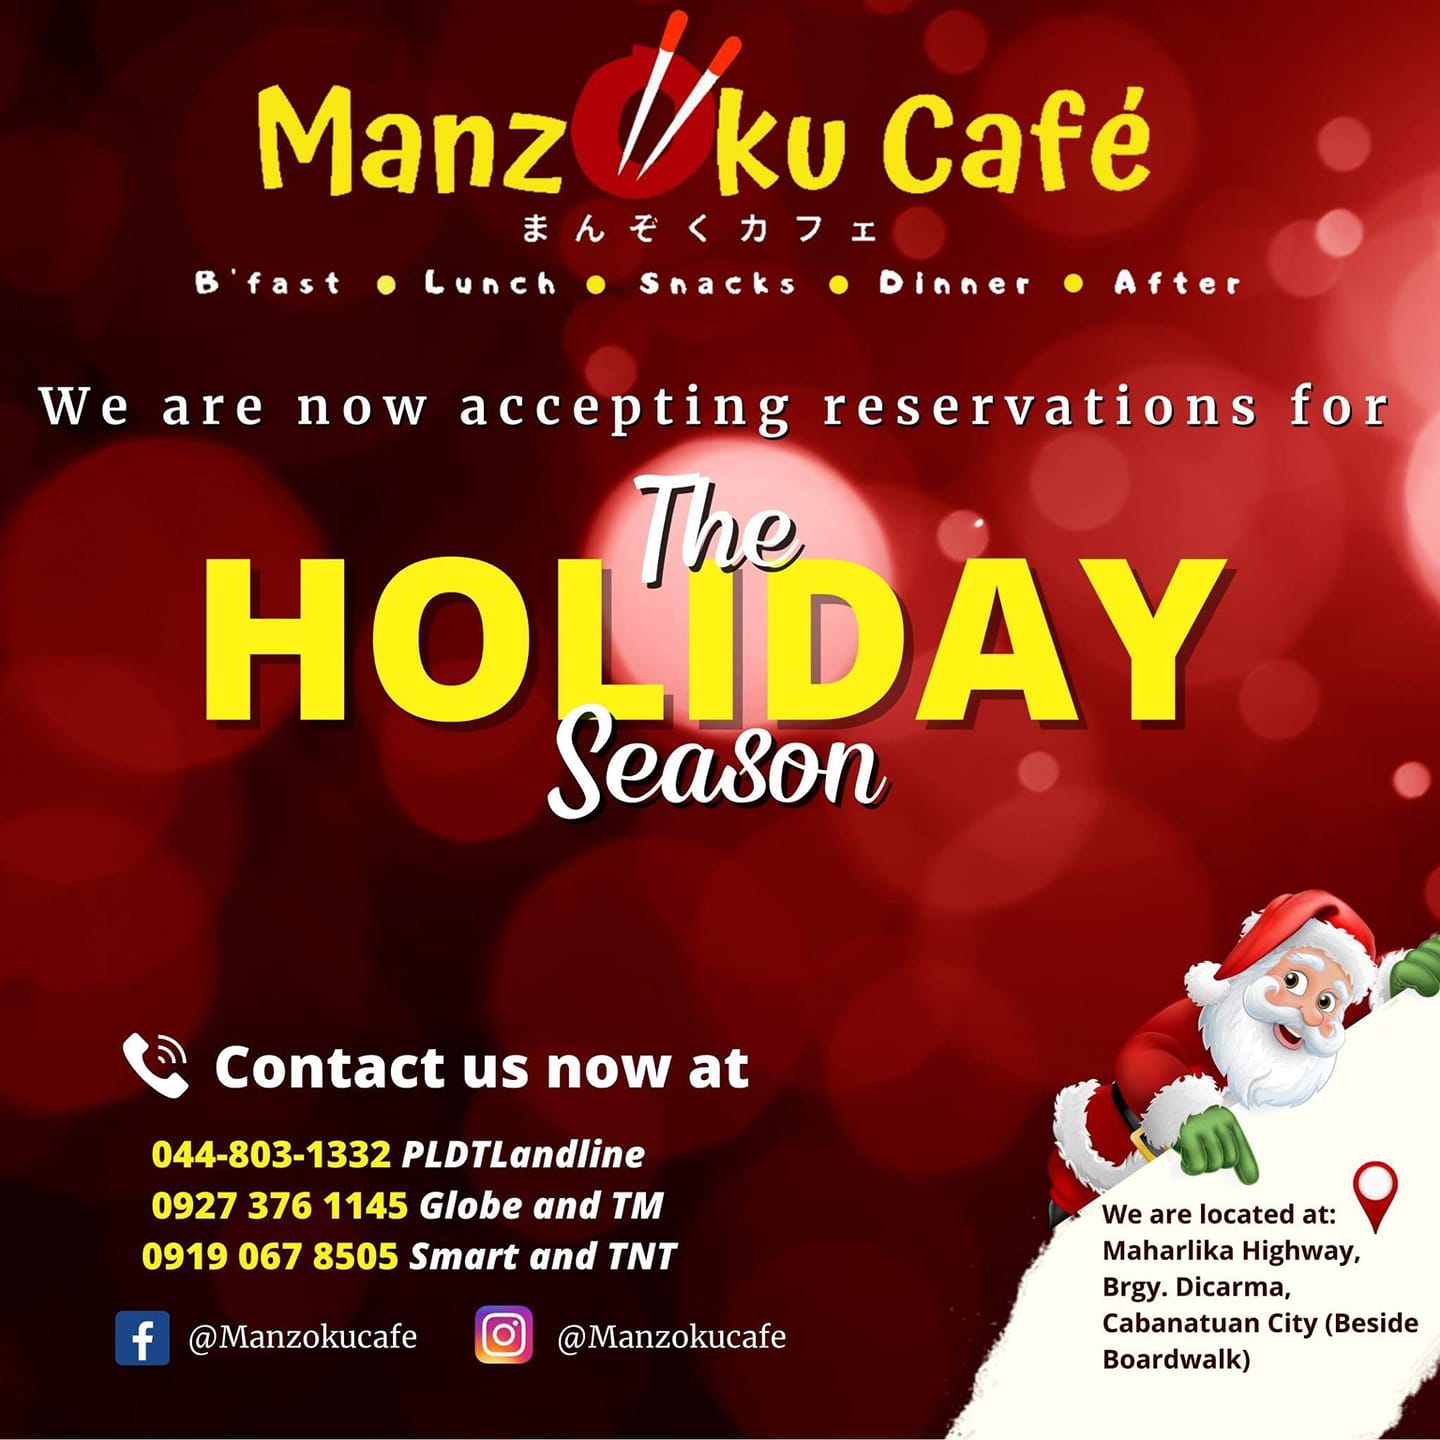 Manzoku Café
まんぞくカフェ
B'fast • Lunch • Snacks • Dinner • After
We are now accepting reservations for
The
HOLIDAY
Season
Contact us now at
044-803-1332 PLDTLandline
0927 376 1145 Globe and TM
0919 067 8505 Smart and TNT
@Manzokucafe @Manzokucafe
We are located at:
Maharlika Highway,
Brgy. Dicarma,
Cabanatuan City (Beside
Boardwalk)